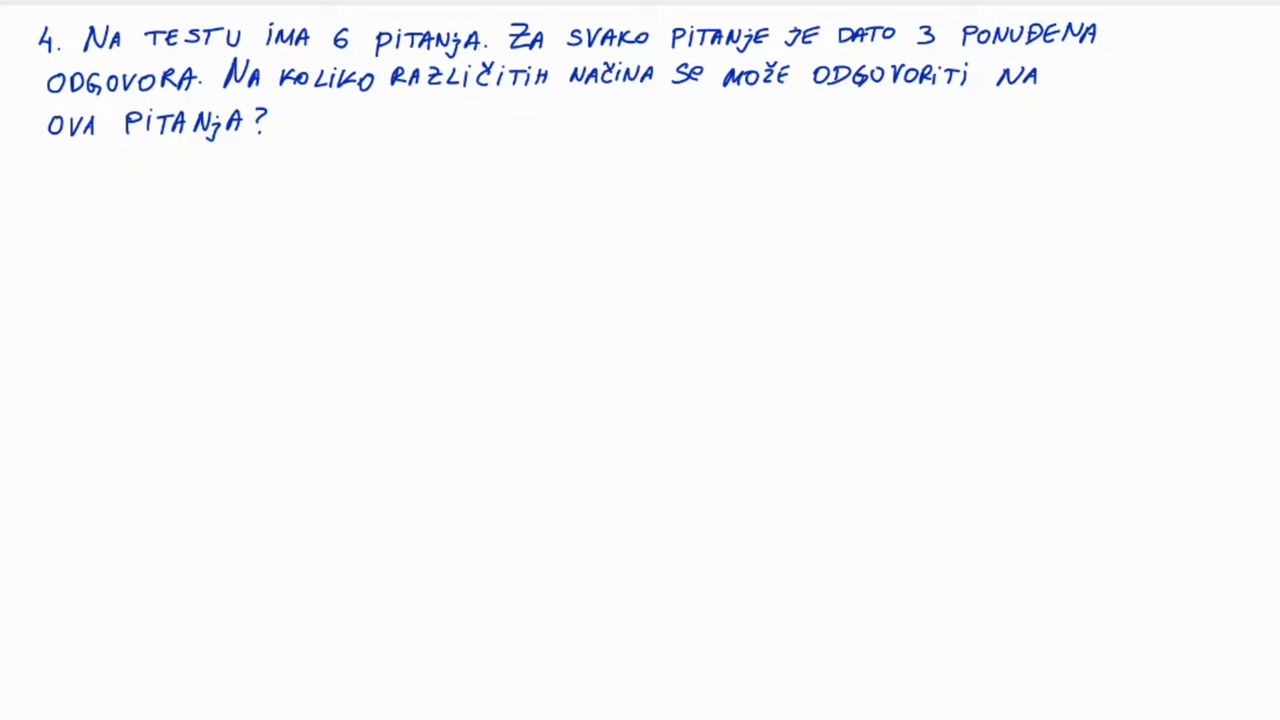 4. NA TESTU IMA 6 PITANJA. ZA SVAKO PITANJE JE DATO 3 PONUĐENA
ODGOVORA. NA KOLIKO RAZLIČITIH NAČINA SE MOŽE ODGOVORITI NA
OVA PITANJA?